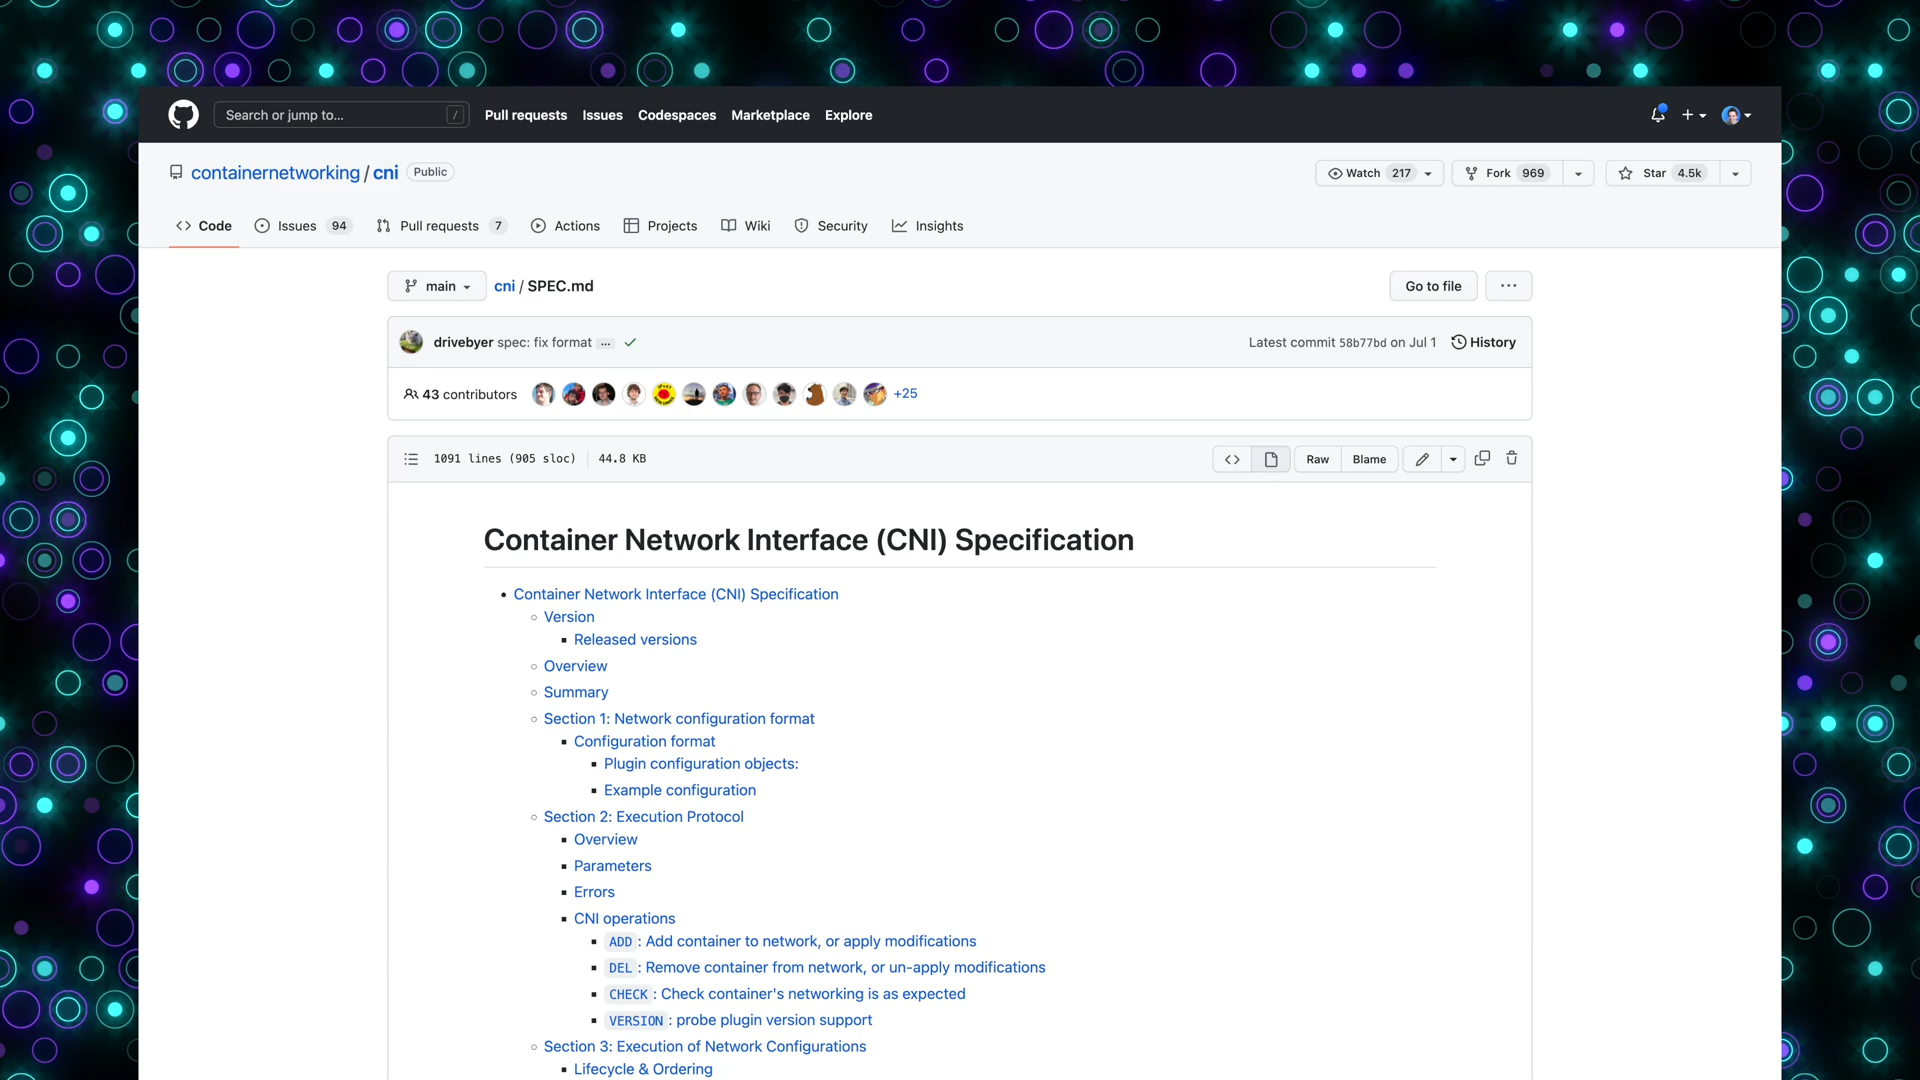 Search or jump to... /
Pull requests Issues Codespaces Marketplace Explore
containernetworking / cni Public
Watch 217 Fork 969 Star 4.5k
Code Issues 94 Pull requests 7 Actions Projects Wiki Security Insights
main cni / SPEC.md Go to file ...
drivebyer spec: fix format ... Latest commit 58b77bd on Jul 1 History
43 contributors +25
1091 lines (905 sloc) 44.8 KB Raw Blame
Container Network Interface (CNI) Specification
Container Network Interface (CNI) Specification
Version
Released versions
Overview
Summary
Section 1: Network configuration format
Configuration format
Plugin configuration objects:
Example configuration
Section 2: Execution Protocol
Overview
Parameters
Errors
CNI operations
ADD : Add container to network, or apply modifications
DEL : Remove container from network, or un-apply modifications
CHECK : Check container's networking is as expected
VERSION : probe plugin version support
Section 3: Execution of Network Configurations
Lifecycle & Ordering